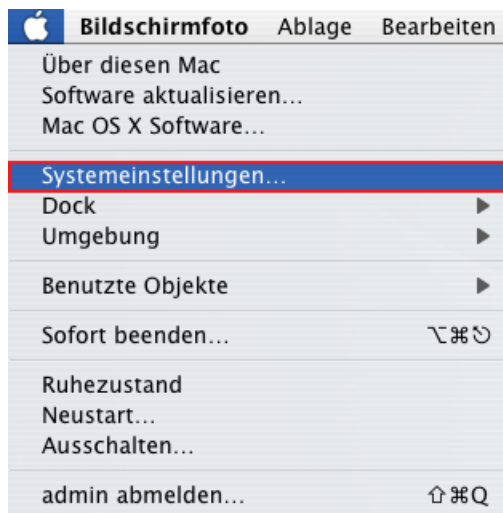 Bildschirmfoto Ablage Bearbeiten
Über diesen Mac
Software aktualisieren...
Mac OS X Software...
Systemeinstellungen...
Dock
Umgebung
Benutzte Objekte
Sofort beenden... ⌥⌘⎋
Ruhezustand
Neustart...
Ausschalten...
admin abmelden... ⇧⌘Q